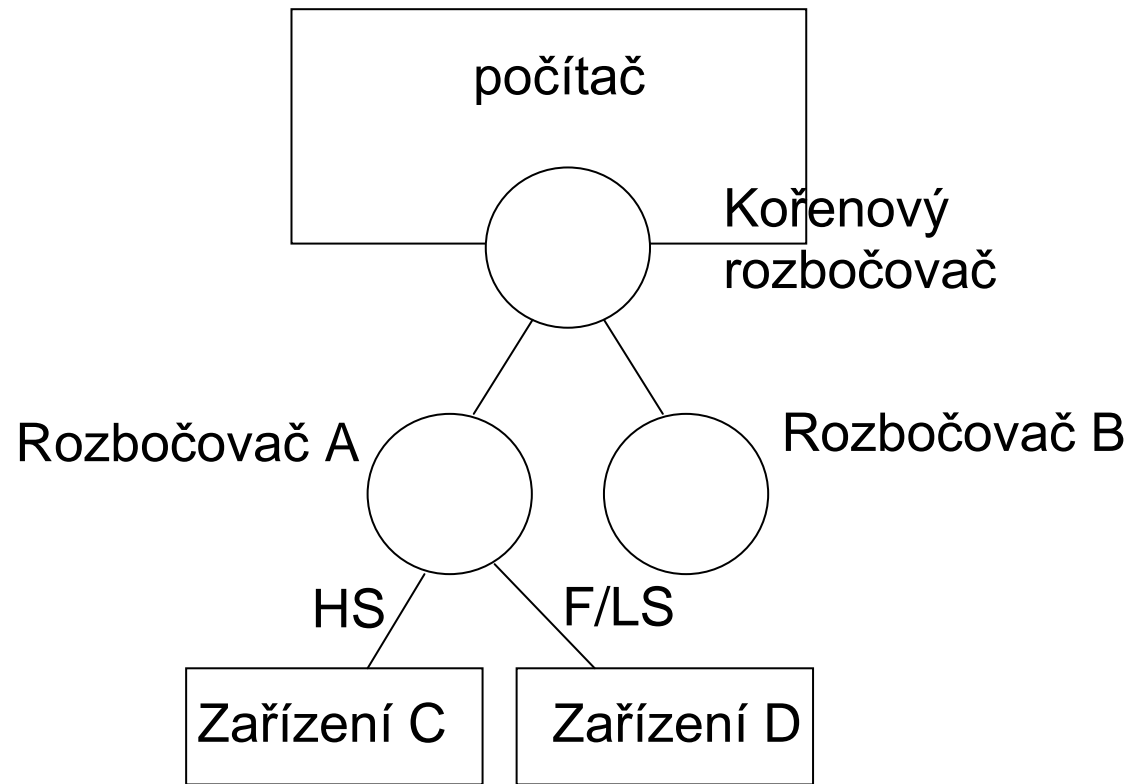 počítač
Kořenový
rozbočovač
Rozbočovač A
Rozbočovač B
HS
F/LS
Zařízení C
Zařízení D